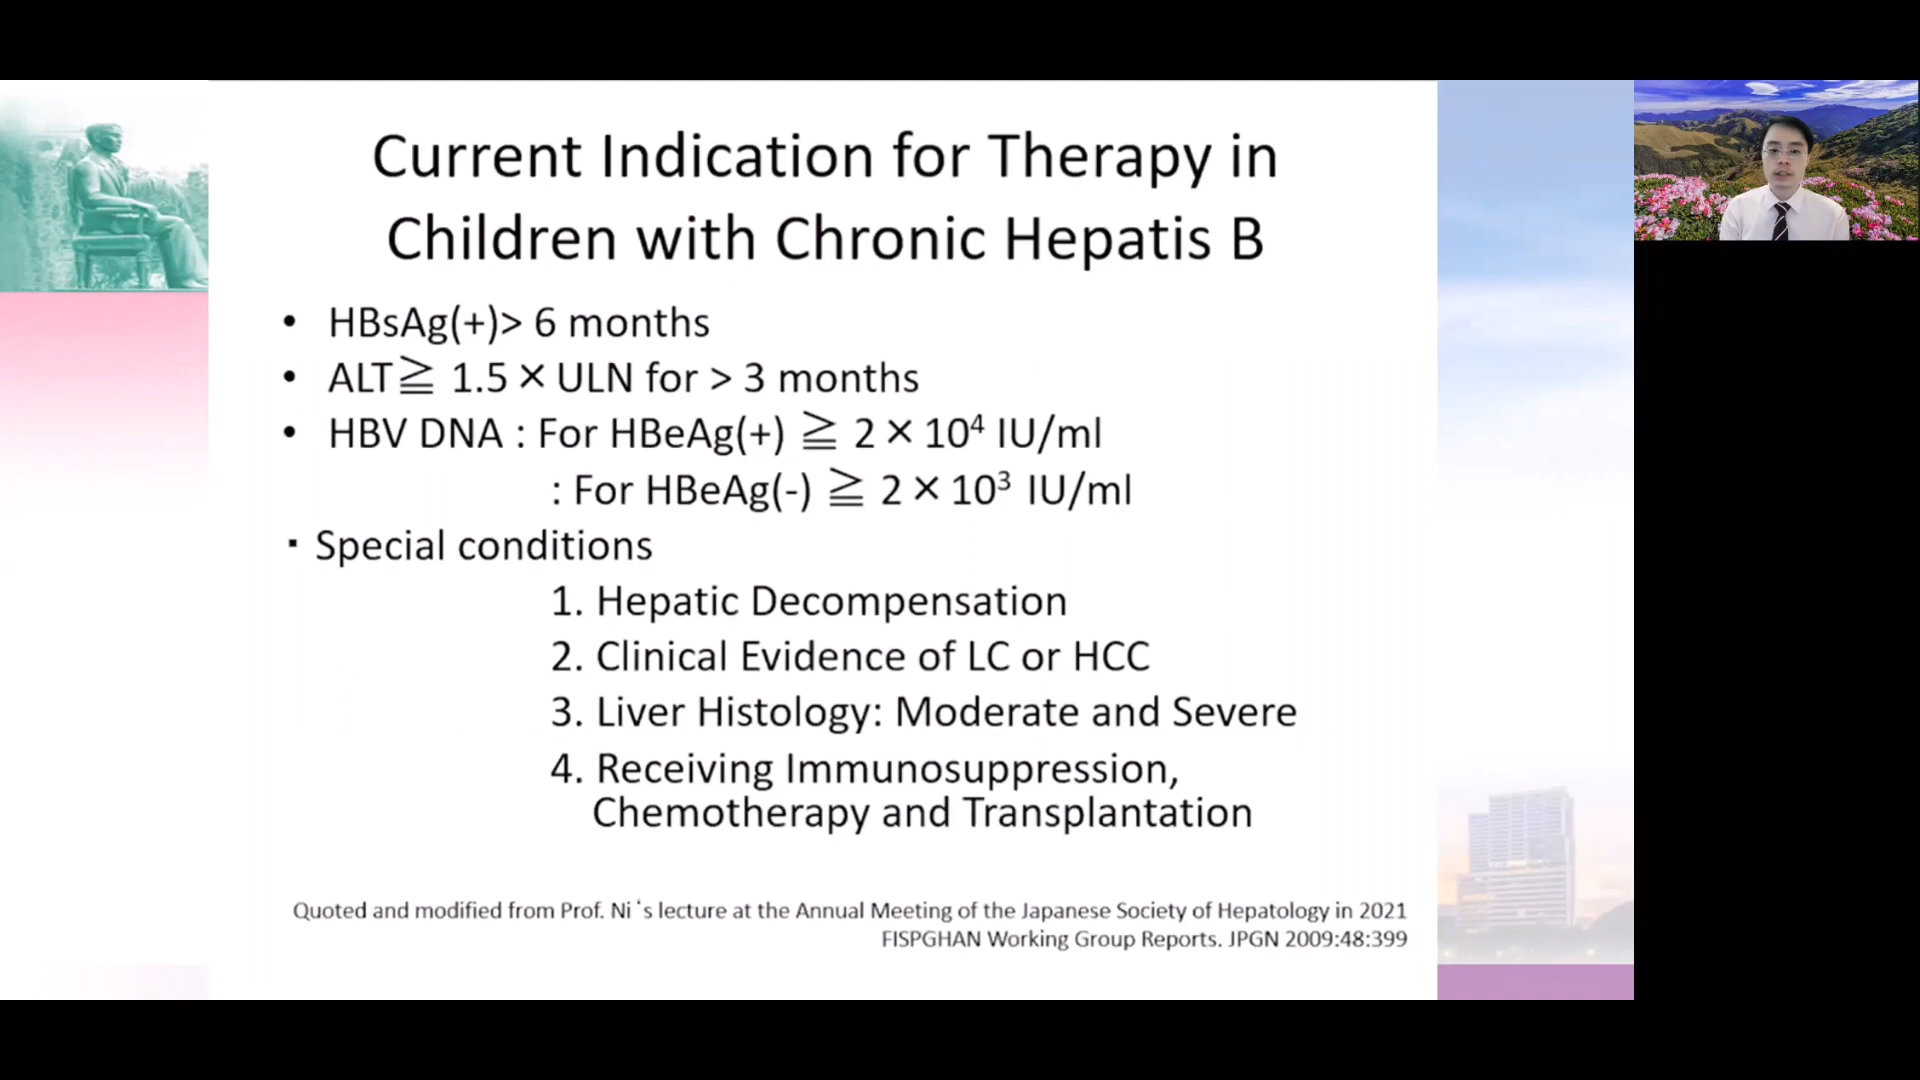 Current Indication for Therapy in
Children with Chronic Hepatis B
• HBsAg(+)> 6 months
• ALT≧ 1.5 × ULN for > 3 months
• HBV DNA : For HBeAg(+) ≧ 2 × 10⁴ IU/ml
: For HBeAg(-) ≧ 2 × 10³ IU/ml
▪ Special conditions
1. Hepatic Decompensation
2. Clinical Evidence of LC or HCC
3. Liver Histology: Moderate and Severe
4. Receiving Immunosuppression,
Chemotherapy and Transplantation
Quoted and modified from Prof. Ni‘s lecture at the Annual Meeting of the Japanese Society of Hepatology in 2021
FISPGHAN Working Group Reports. JPGN 2009:48:399